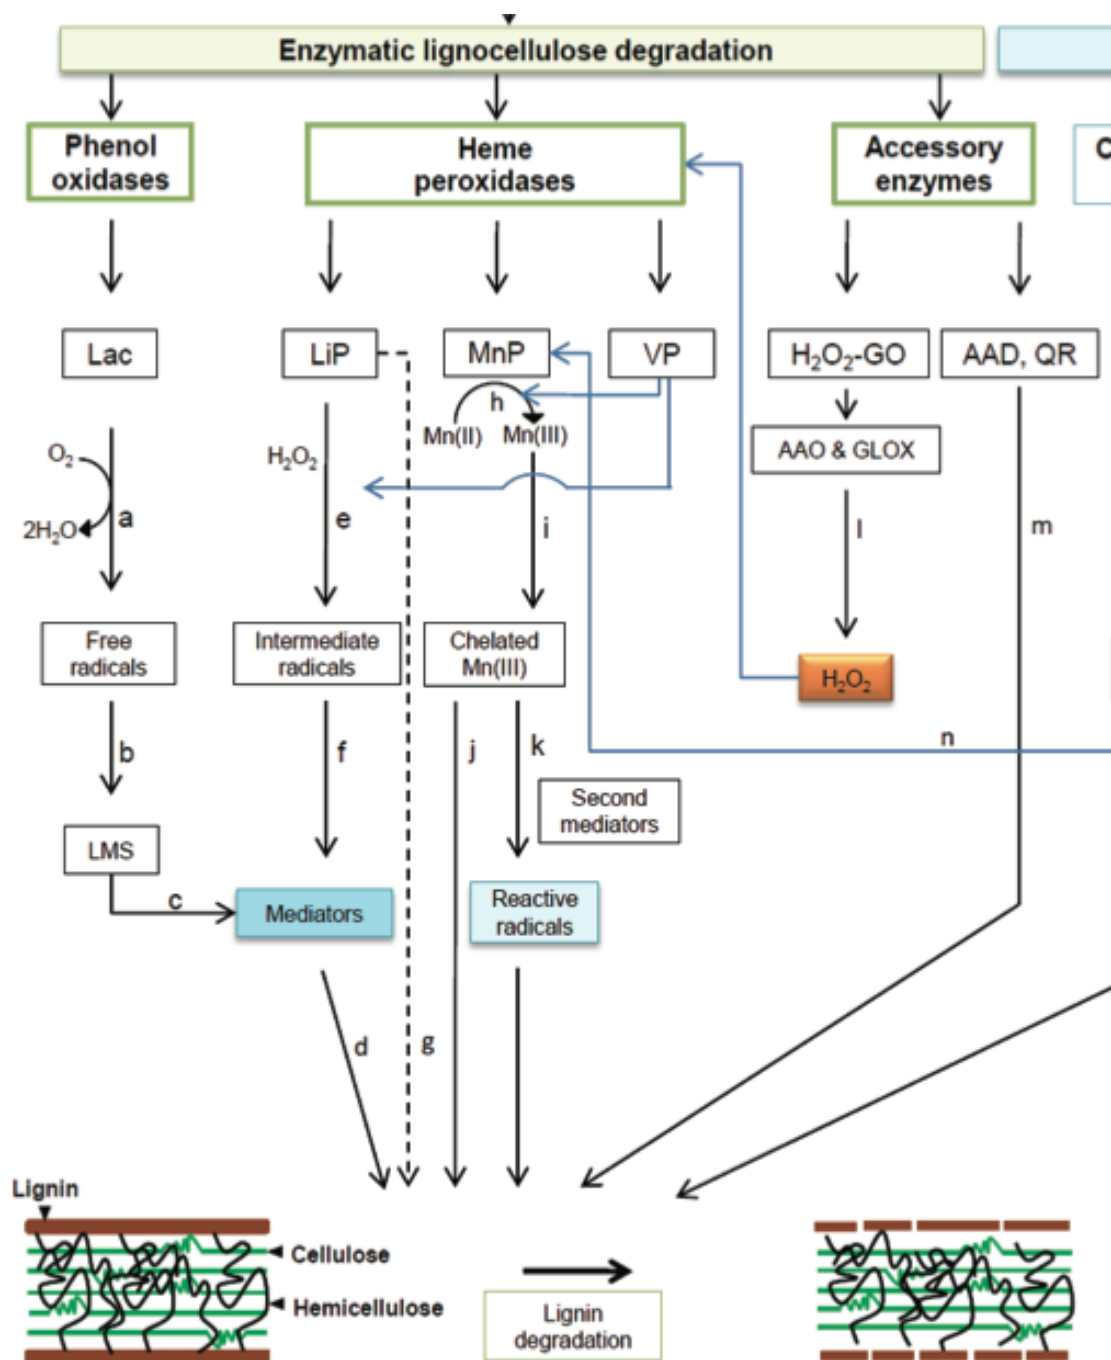 Enzymatic lignocellulose degradation
Phenol
oxidases
Heme
peroxidases
Accessory
enzymes
C
Lac
LiP
MnP
VP
H₂O₂-GO
AAD, QR
h
Mn(II)
Mn(III)
O₂
2H₂O
a
H₂O₂
e
i
AAO & GLOX
l
m
Free
radicals
Intermediate
radicals
Chelated
Mn(III)
H₂O₂
b
f
j
k
n
Second
mediators
LMS
c
Mediators
Reactive
radicals
d
g
Lignin
Cellulose
Hemicellulose
Lignin
degradation